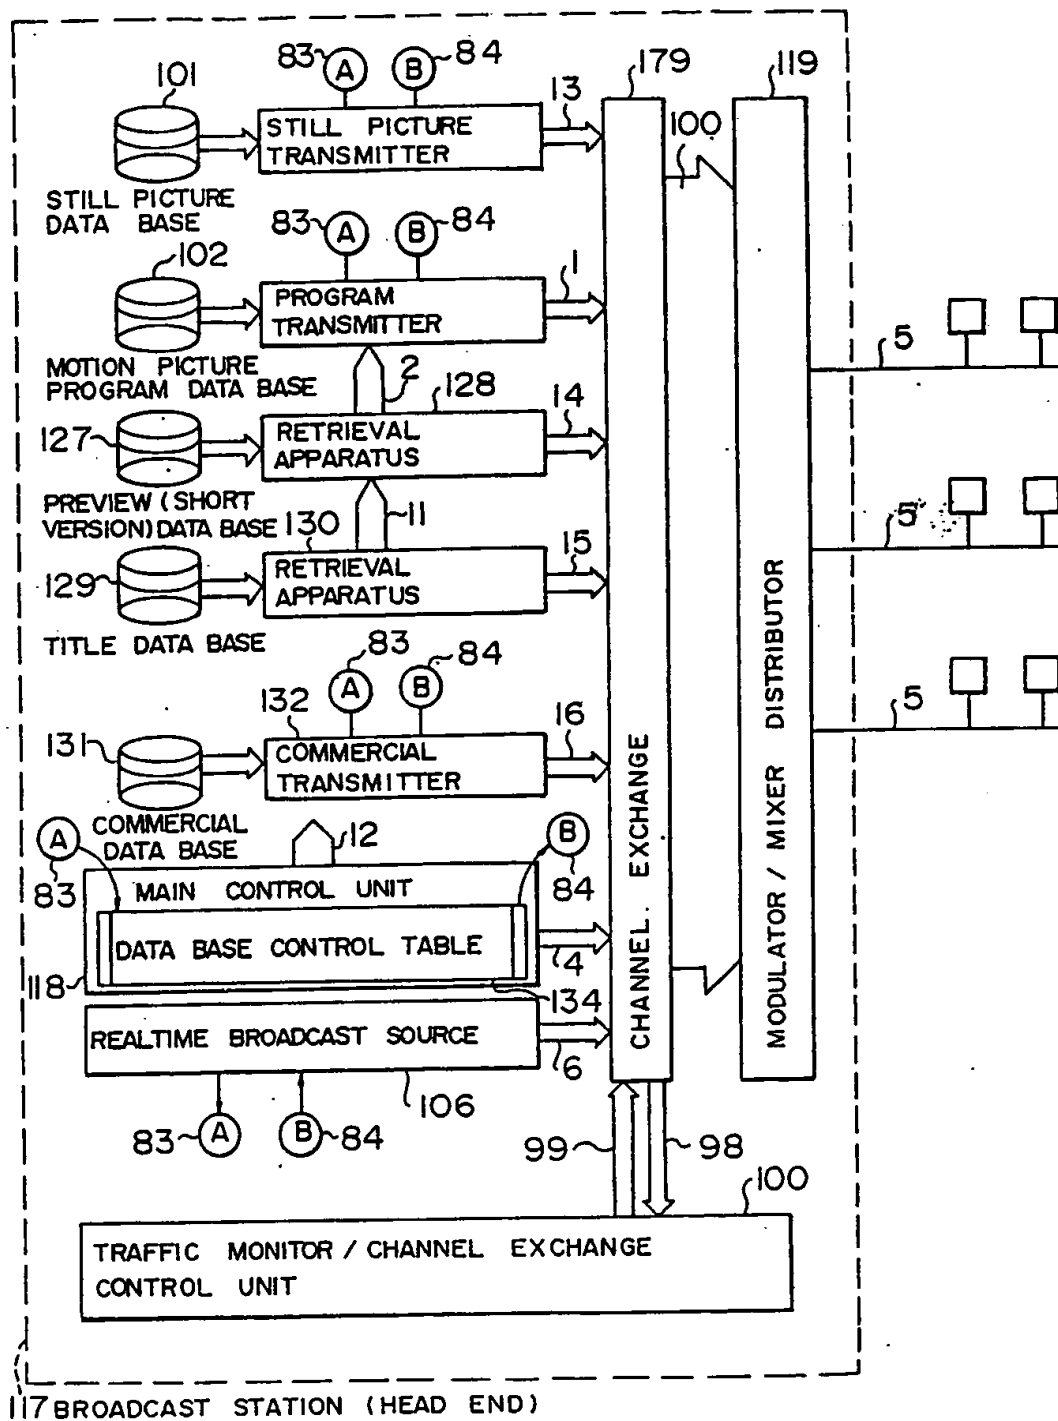 83 A B 84
179
119
101
13
100
STILL PICTURE
TRANSMITTER
STILL PICTURE
DATA BASE
83 A B 84
102
1
PROGRAM
TRANSMITTER
MOTION PICTURE
PROGRAM DATA BASE
2
128
14
5
127
RETRIEVAL
APPARATUS
PREVIEW (SHORT
VERSION) DATA BASE
11
130
15
5
129
RETRIEVAL
APPARATUS
TITLE DATA BASE
83
84
A B
132
16
5
131
COMMERCIAL
TRANSMITTER
COMMERCIAL
DATA BASE
A
83
12
B
84
MAIN CONTROL UNIT
DATA BASE CONTROL TABLE
4
118
134
REALTIME BROADCAST SOURCE
6
106
83 A B 84
CHANNEL EXCHANGE
MODULATOR / MIXER DISTRIBUTOR
99
98
100
TRAFFIC MONITOR / CHANNEL EXCHANGE
CONTROL UNIT
117 BROADCAST STATION (HEAD END)